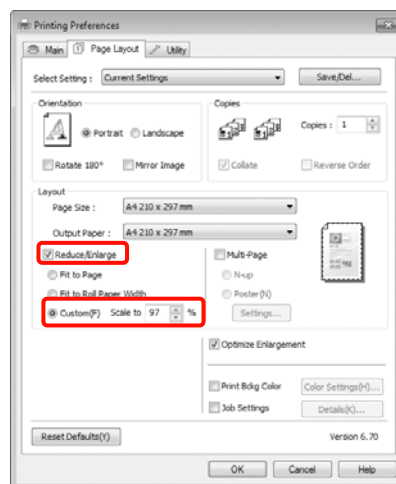 Printing Preferences
Main Page Layout Utility
Select Setting : Current Settings Save/Del...
Orientation Copies
Portrait Landscape Copies : 1
Rotate 180° Mirror Image Collate Reverse Order
Layout
Page Size : A4 210 x 297 mm
Output Paper : A4 210 x 297 mm
Reduce/Enlarge Multi-Page
Fit to Page N-up
Fit to Roll Paper Width Poster(N)
Custom(F) Scale to 97 % Settings...
Optimize Enlargement
Print Bckg Color Color Settings(H)...
Job Settings Details(K)...
Reset Defaults(Y) Version 6.70
OK Cancel Help